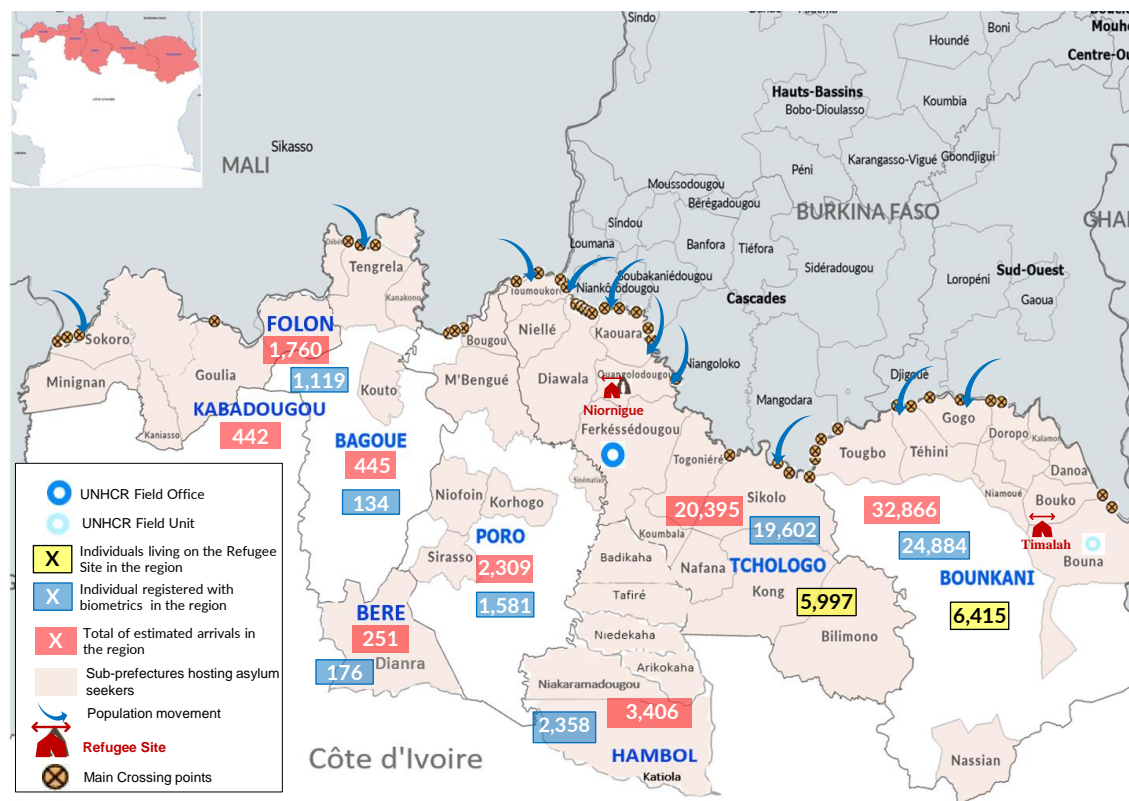 Sindo
Boni
Mouho
Houndé
Centre-Ou
Hauts-Bassins
Bobo-Dioulasso
Koumbia
Sikasso
MALI
Péni
Karangasso-Vigué
Gbondjigui
Moussodougou
Bérégadougou
BURKINA FASO
GHAN
Sindou
Loumana
Banfora
Tiéfora
Sidéradougou
Soubakaniédougou
Niankôrôdougou
Loropéni
Sud-Ouest
Gaoua
Cascades
Débété
Tengrela
Kanakono
Toumoukoro
Niellé
Kaouara
Sokoro
FOLON
1,760
1,119
Goulia
Minignan
Kaniasso
KABADOUGOU
442
Kouto
Bougou
M'Bengué
Diawala
Ouangolodougou
Niangoloko
Niornigue
Ferkéssédougou
Mangodara
Djigoué
Gogo
Doropo
Kalamon
Tougbo
Téhini
Danoa
Niamoué
Bouko
Timalah
Bouna
BAGOUE
445
134
Niofoin
Korhogo
Sinématiali
Togoniéré
Sikolo
20,395
19,602
32,866
24,884
PORO
Sirasso
2,309
1,581
Koumbala
Badikaha
Nafana
TCHOLOGO
BOUNKANI
Kong
5,997
6,415
Bilimono
Tafiré
BERE
251
176
Dianra
Niedekaha
Arikokaha
Niakaramadougou
3,406
2,358
HAMBOL
Katiola
Nassian
Côte d'Ivoire
UNHCR Field Office
UNHCR Field Unit
X Individuals living on the Refugee
Site in the region
X Individual registered with
biometrics in the region
X Total of estimated arrivals in
the region
Sub-prefectures hosting asylum
seekers
Population movement
Refugee Site
Main Crossing points